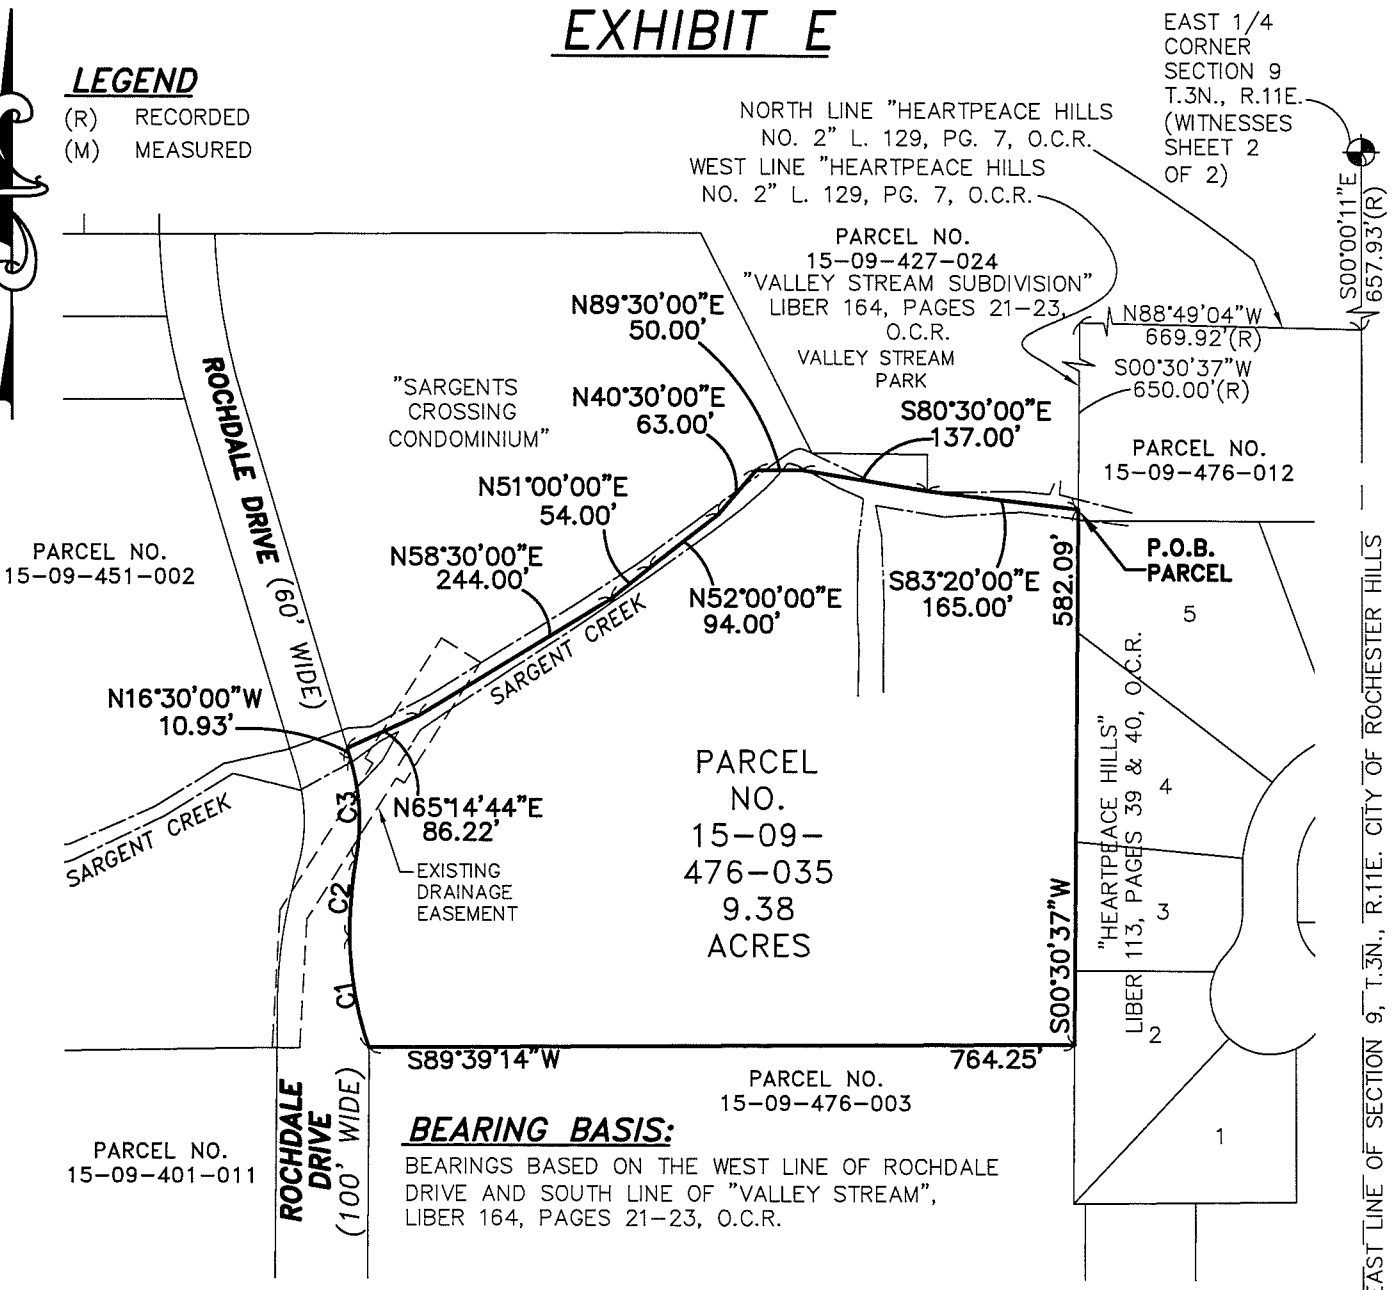 EXHIBIT E
LEGEND
(R) RECORDED
(M) MEASURED
EAST 1/4
CORNER
SECTION 9
T.3N., R.11E.
(WITNESSES
SHEET 2
OF 2)
NORTH LINE "HEARTPEACE HILLS
NO. 2" L. 129, PG. 7, O.C.R.
WEST LINE "HEARTPEACE HILLS
NO. 2" L. 129, PG. 7, O.C.R.
S00°00'11"E
657.93'(R)
PARCEL NO.
15-09-427-024
"VALLEY STREAM SUBDIVISION"
LIBER 164, PAGES 21-23,
O.C.R.
VALLEY STREAM
PARK
N88°49'04"W
669.92'(R)
S00°30'37"W
650.00'(R)
N89°30'00"E
50.00'
"SARGENTS
CROSSING
CONDOMINIUM"
N40°30'00"E
63.00'
S80°30'00"E
137.00'
PARCEL NO.
15-09-476-012
N51°00'00"E
54.00'
N58°30'00"E
244.00'
N52°00'00"E
94.00'
S83°20'00"E
165.00'
P.O.B.
PARCEL
582.09'
ROCHDALE DRIVE (60' WIDE)
PARCEL NO.
15-09-451-002
SARGENT CREEK
N16°30'00"W
10.93'
N65°14'44"E
86.22'
SARGENT CREEK
EXISTING
DRAINAGE
EASEMENT
C3
C2
C1
PARCEL
NO.
15-09-
476-035
9.38
ACRES
S00°30'37"W
"HEARTPEACE HILLS"
LIBER 113, PAGES 39 & 40, O.C.R.
5
4
3
2
1
EAST LINE OF SECTION 9, T.3N., R.11E. CITY OF ROCHESTER HILLS
S89°39'14"W
764.25'
PARCEL NO.
15-09-476-003
ROCHDALE
DRIVE
(100' WIDE)
PARCEL NO.
15-09-401-011
BEARING BASIS:
BEARINGS BASED ON THE WEST LINE OF ROCHDALE
DRIVE AND SOUTH LINE OF "VALLEY STREAM",
LIBER 164, PAGES 21-23, O.C.R.